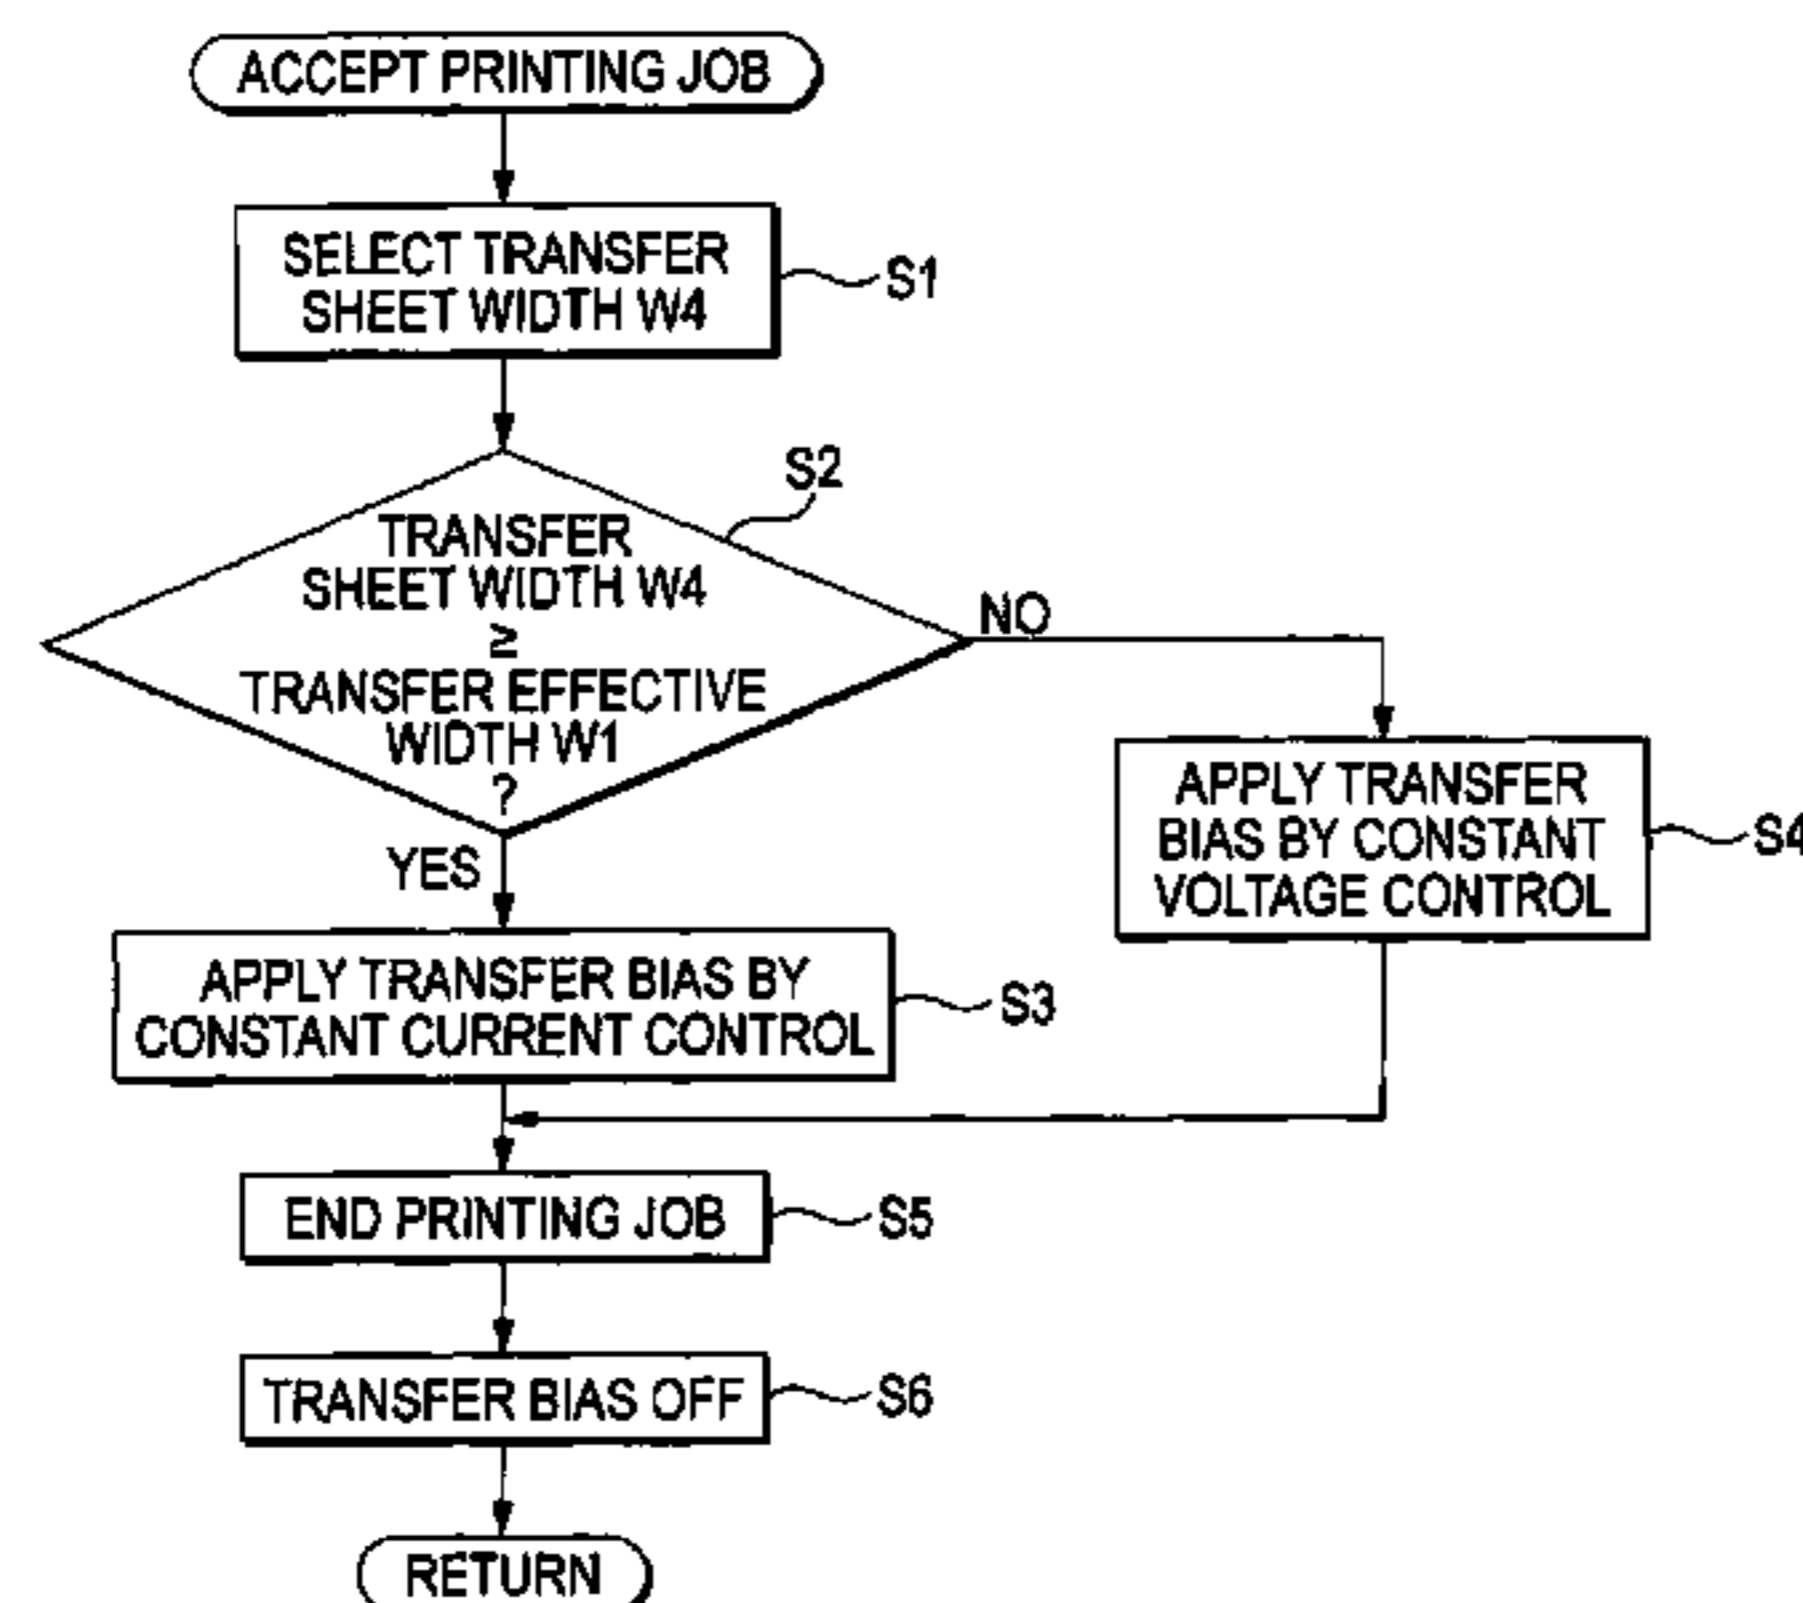 ACCEPT PRINTING JOB
SELECT TRANSFER
SHEET WIDTH W4
S1
S2
TRANSFER
SHEET WIDTH W4
≥
TRANSFER EFFECTIVE
WIDTH W1
?
NO
YES
APPLY TRANSFER
BIAS BY CONSTANT
VOLTAGE CONTROL
S4
APPLY TRANSFER BIAS BY
CONSTANT CURRENT CONTROL
S3
END PRINTING JOB
S5
TRANSFER BIAS OFF
S6
RETURN